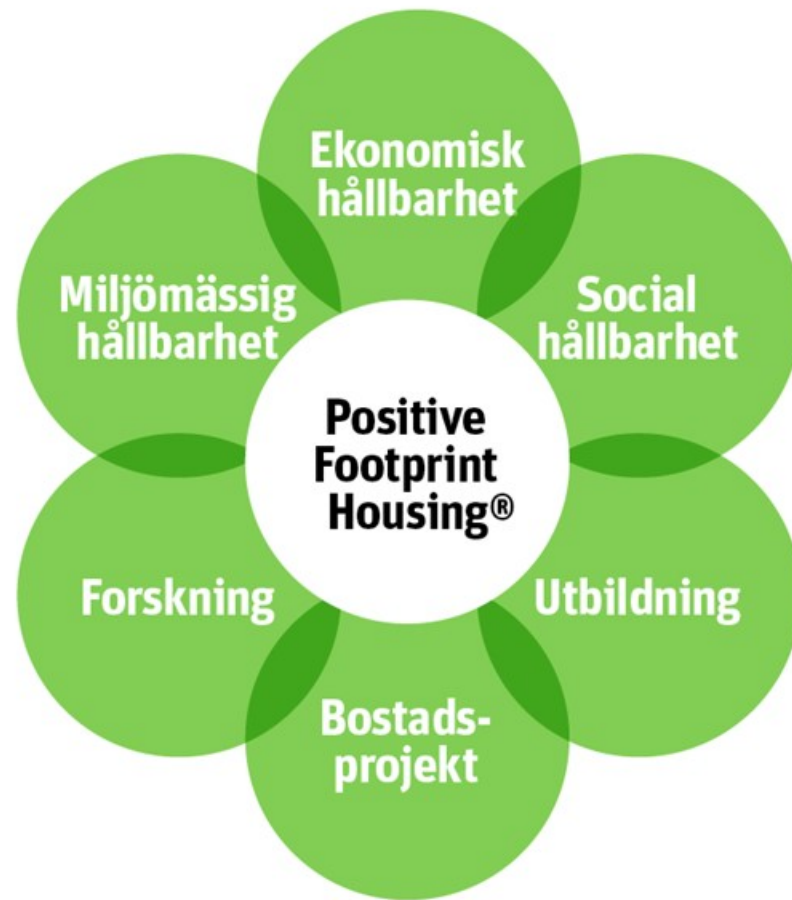 Ekonomisk
hållbarhet
Miljömässig
hållbarhet
Social
hållbarhet
Positive
Footprint
Housing®
Forskning
Utbildning
Bostads-
projekt